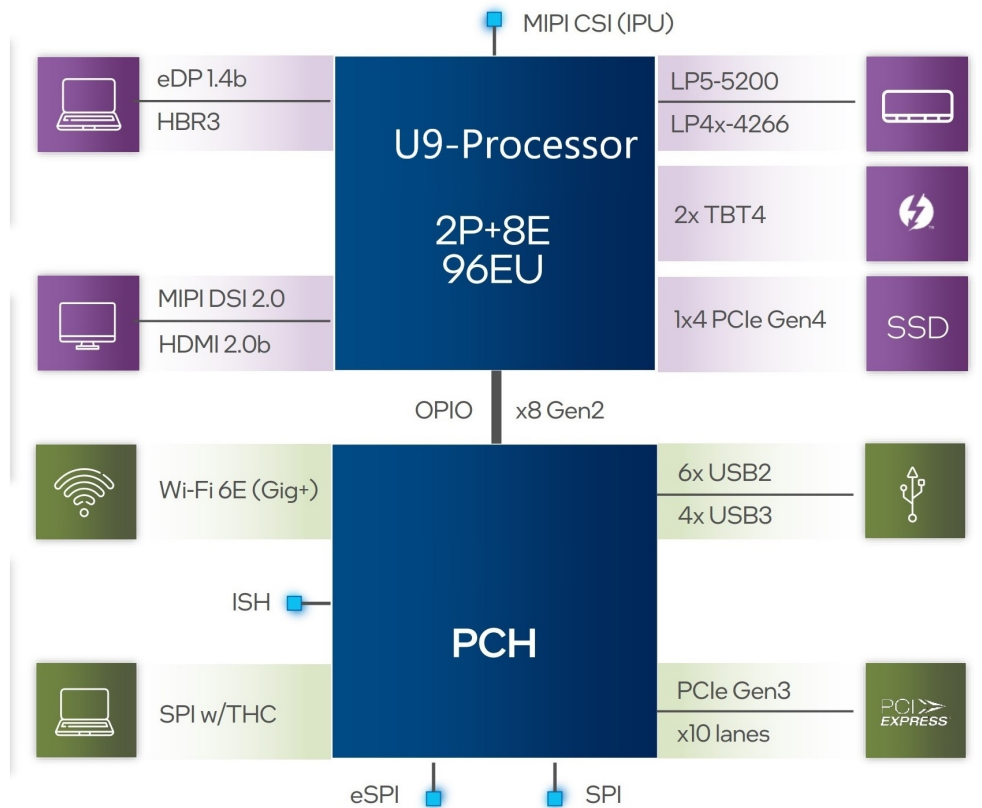 MIPI CSI (IPU)
eDP 1.4b
HBR3
U9-Processor
2P+8E
96EU
LP5-5200
LP4x-4266
2x TBT4
MIPI DSI 2.0
HDMI 2.0b
1x4 PCIe Gen4
SSD
OPIO
x8 Gen2
Wi-Fi 6E (Gig+)
6x USB2
4x USB3
ISH
PCH
SPI w/THC
PCIe Gen3
x10 lanes
PCI
EXPRESS
eSPI
SPI